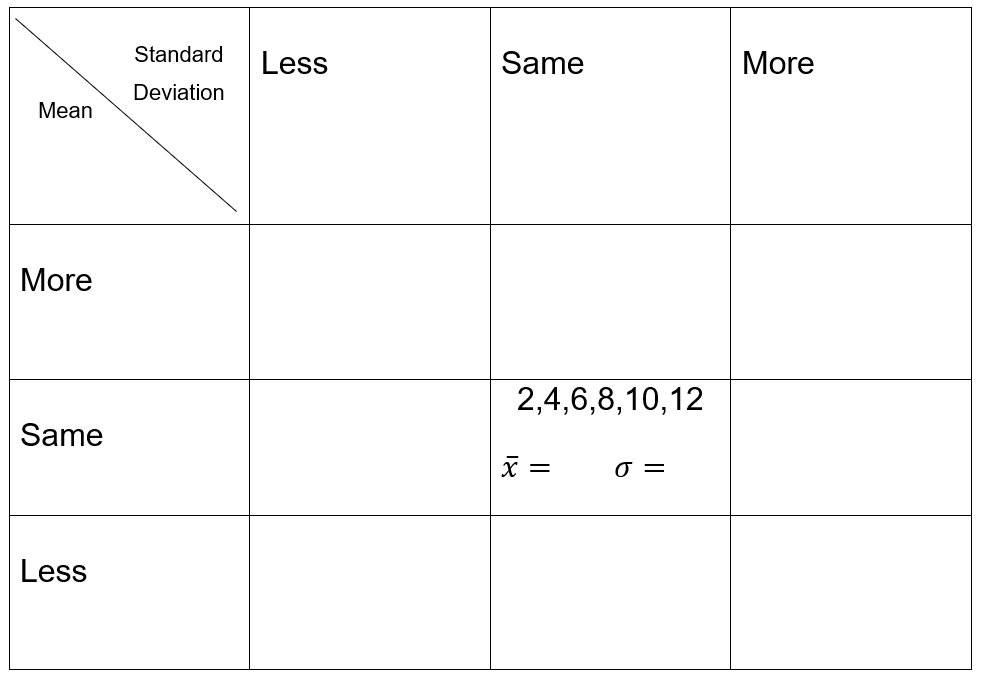 Standard
Deviation
Mean
Less
Same
More
More
Same
2,4,6,8,10,12
x̄ = σ =
Less